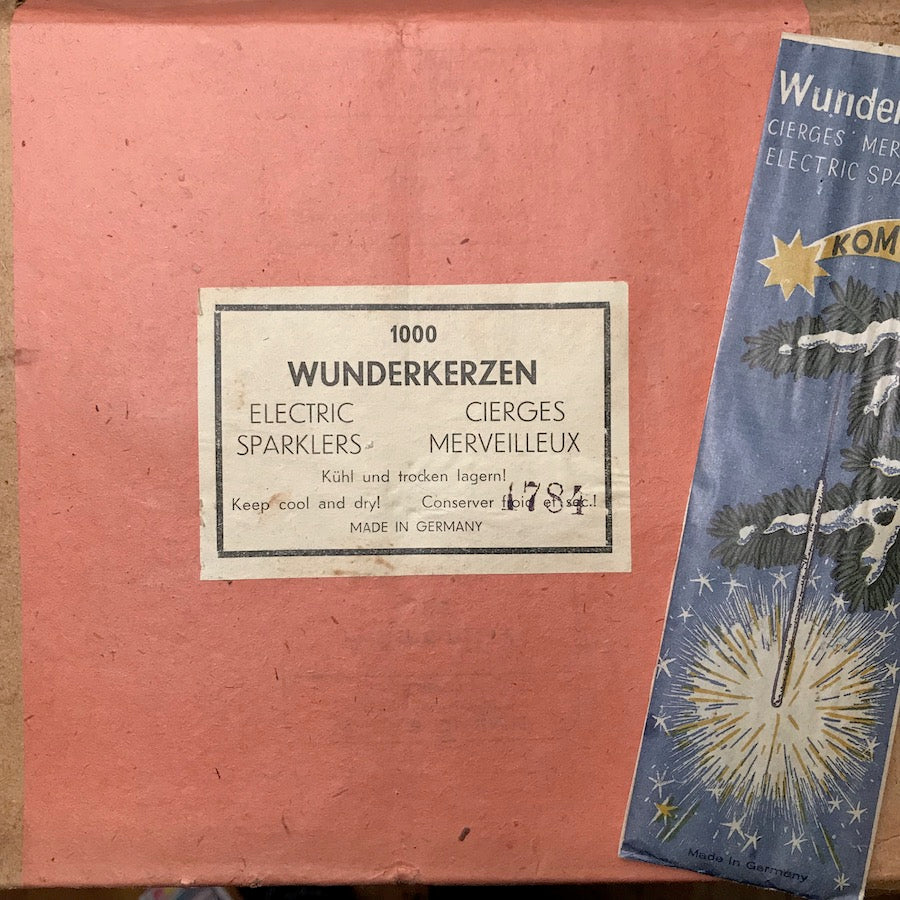 1000
WUNDERKERZEN
ELECTRIC SPARKLERS
CIERGES MERVEILLEUX
Kühl und trocken lagern!
Keep cool and dry! Conserver froid et sec.!
1784
MADE IN GERMANY
Wunder
CIERGES MER
ELECTRIC SPA
KOM
Made in Germany